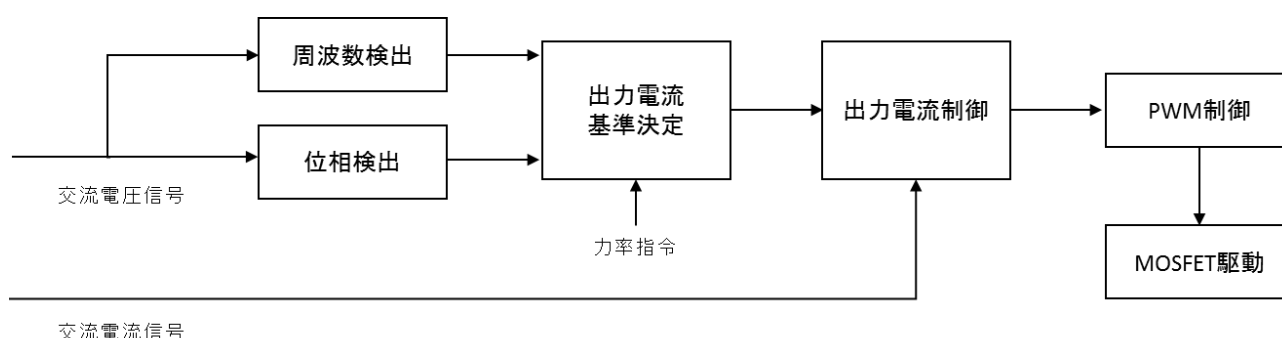 周波数検出
出力電流
基準決定
出力電流制御
PWM制御
位相検出
交流電圧信号
力率指令
MOSFET駆動
交流電流信号